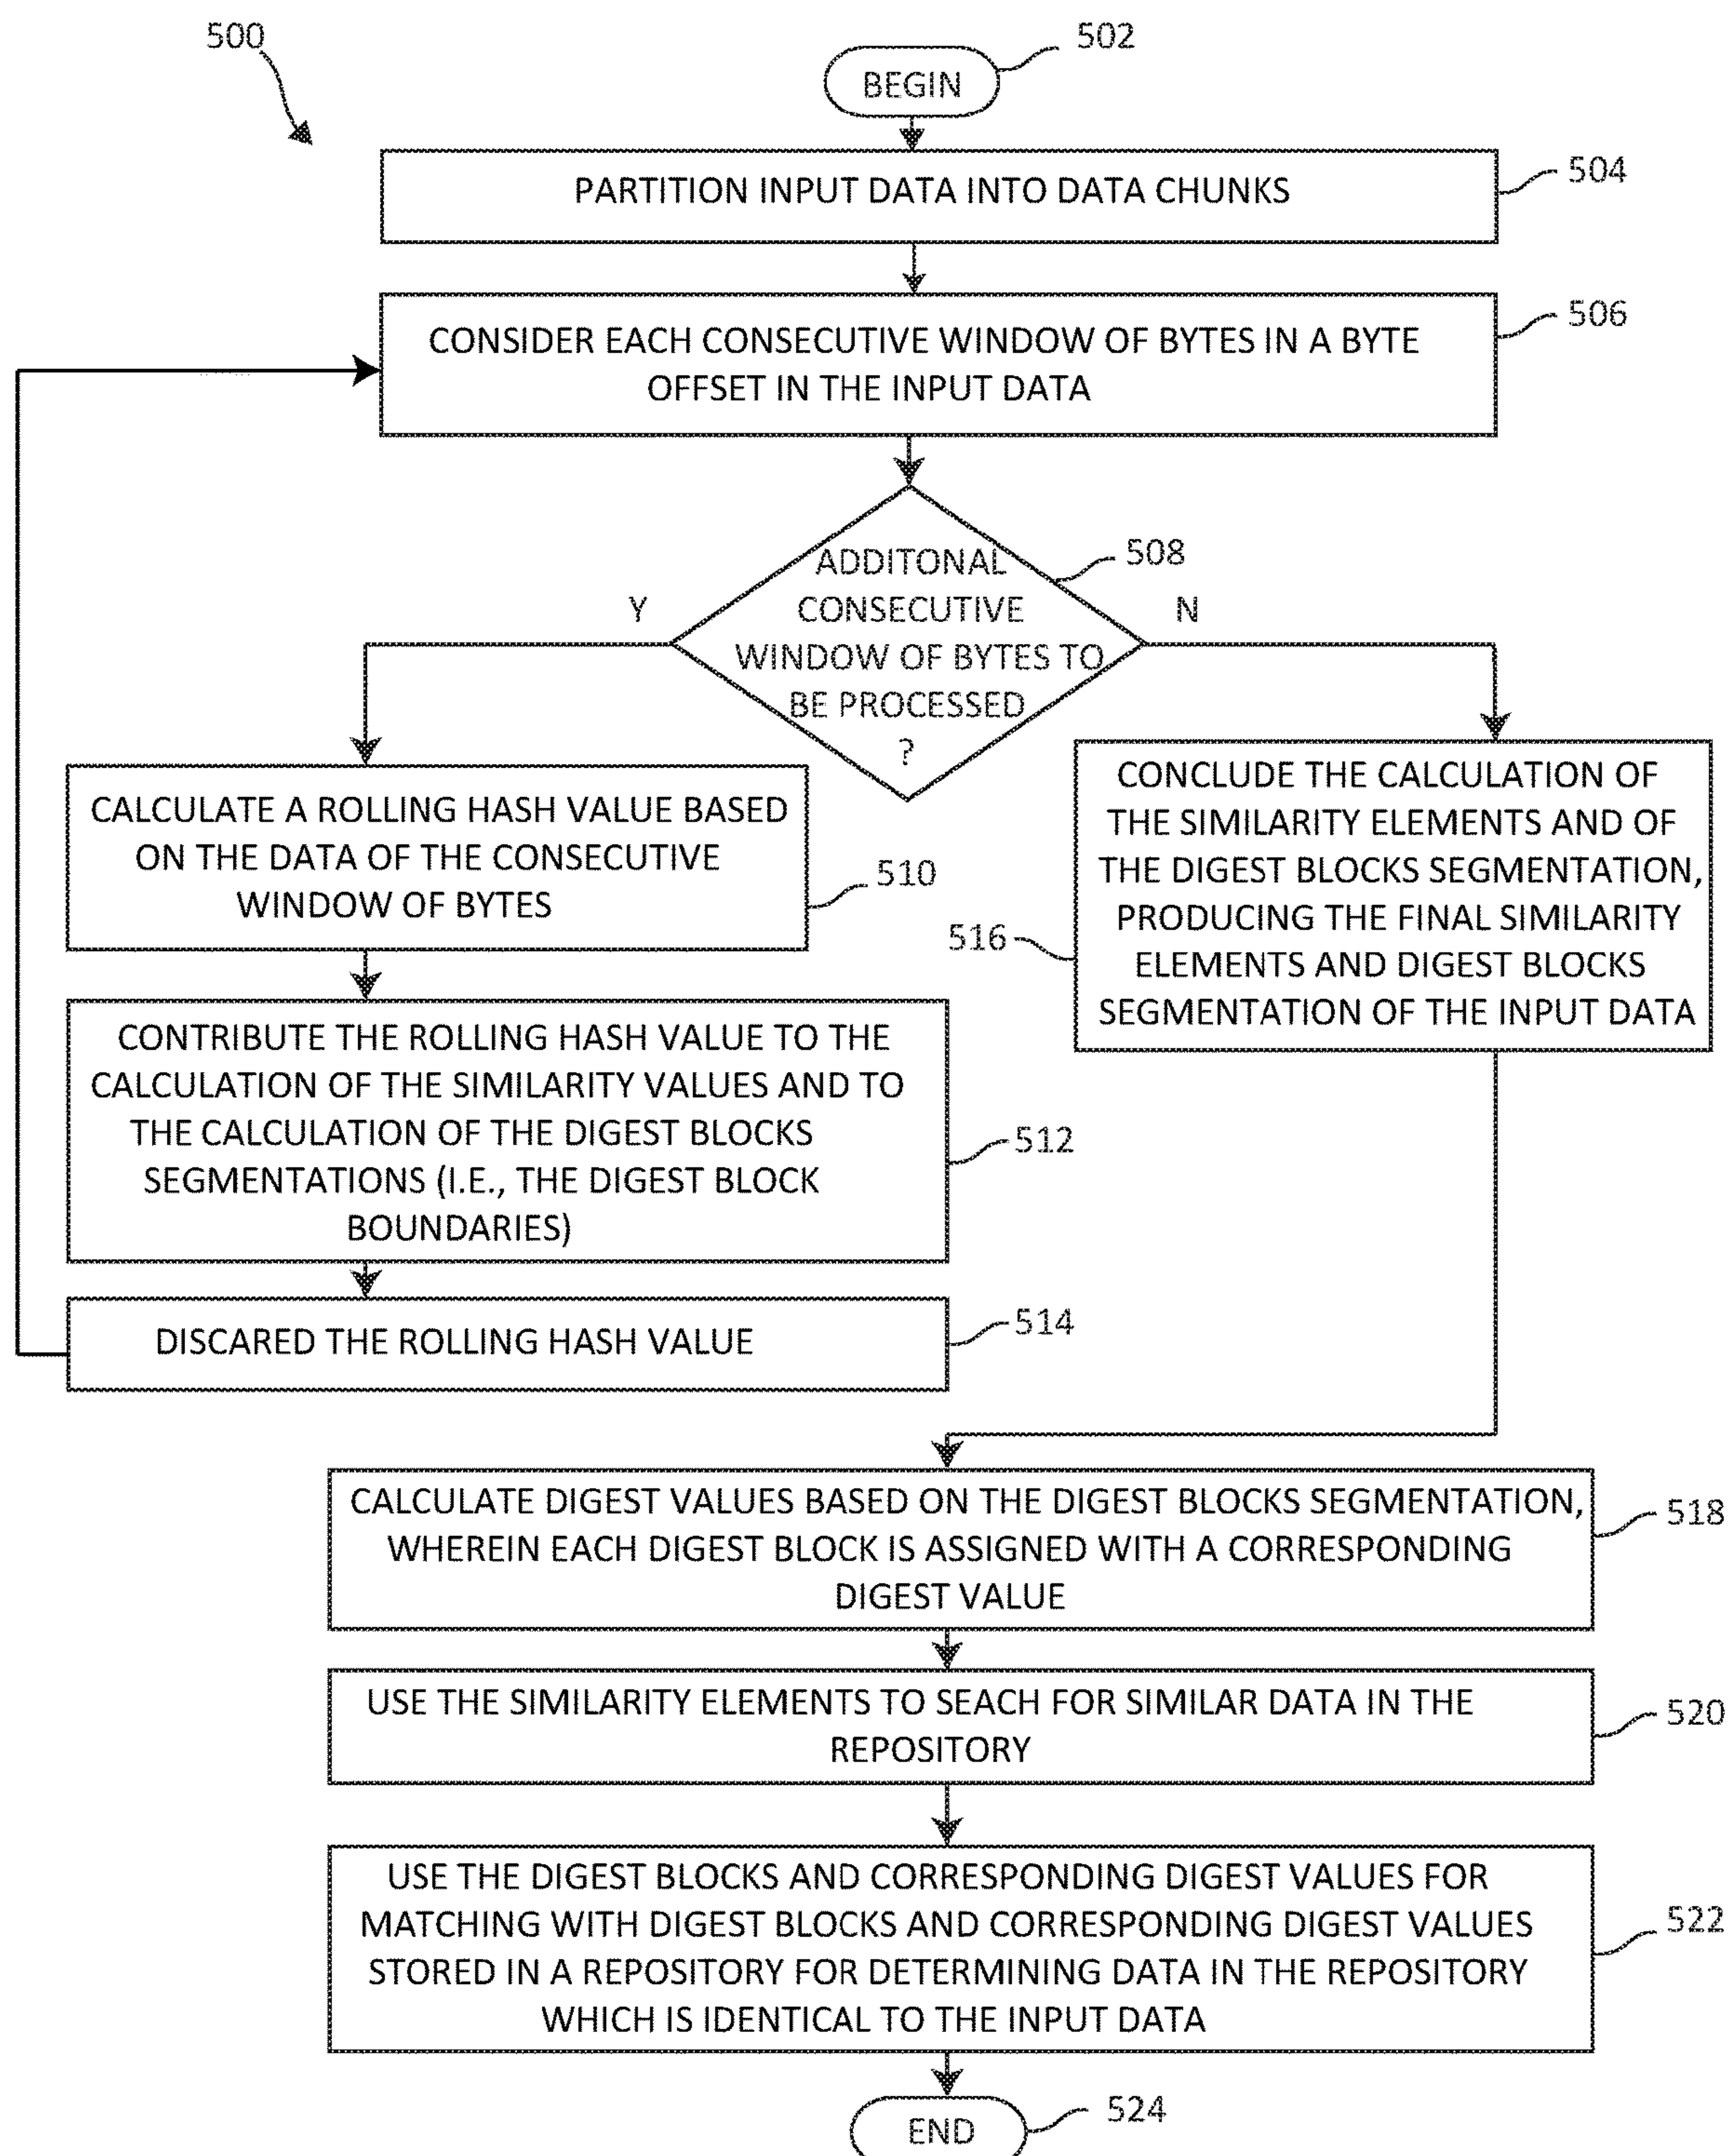 500
502
BEGIN
504
PARTITION INPUT DATA INTO DATA CHUNKS
506
CONSIDER EACH CONSECUTIVE WINDOW OF BYTES IN A BYTE
OFFSET IN THE INPUT DATA
508
ADDITONAL
CONSECUTIVE
WINDOW OF BYTES TO
BE PROCESSED
?
Y
N
CALCULATE A ROLLING HASH VALUE BASED
ON THE DATA OF THE CONSECUTIVE
WINDOW OF BYTES
510
CONTRIBUTE THE ROLLING HASH VALUE TO THE
CALCULATION OF THE SIMILARITY VALUES AND TO
THE CALCULATION OF THE DIGEST BLOCKS
SEGMENTATIONS (I.E., THE DIGEST BLOCK
BOUNDARIES)
512
DISCARED THE ROLLING HASH VALUE
514
CONCLUDE THE CALCULATION OF
THE SIMILARITY ELEMENTS AND OF
THE DIGEST BLOCKS SEGMENTATION,
PRODUCING THE FINAL SIMILARITY
ELEMENTS AND DIGEST BLOCKS
SEGMENTATION OF THE INPUT DATA
516
CALCULATE DIGEST VALUES BASED ON THE DIGEST BLOCKS SEGMENTATION,
WHEREIN EACH DIGEST BLOCK IS ASSIGNED WITH A CORRESPONDING
DIGEST VALUE
518
USE THE SIMILARITY ELEMENTS TO SEACH FOR SIMILAR DATA IN THE
REPOSITORY
520
USE THE DIGEST BLOCKS AND CORRESPONDING DIGEST VALUES FOR
MATCHING WITH DIGEST BLOCKS AND CORRESPONDING DIGEST VALUES
STORED IN A REPOSITORY FOR DETERMINING DATA IN THE REPOSITORY
WHICH IS IDENTICAL TO THE INPUT DATA
522
END
524